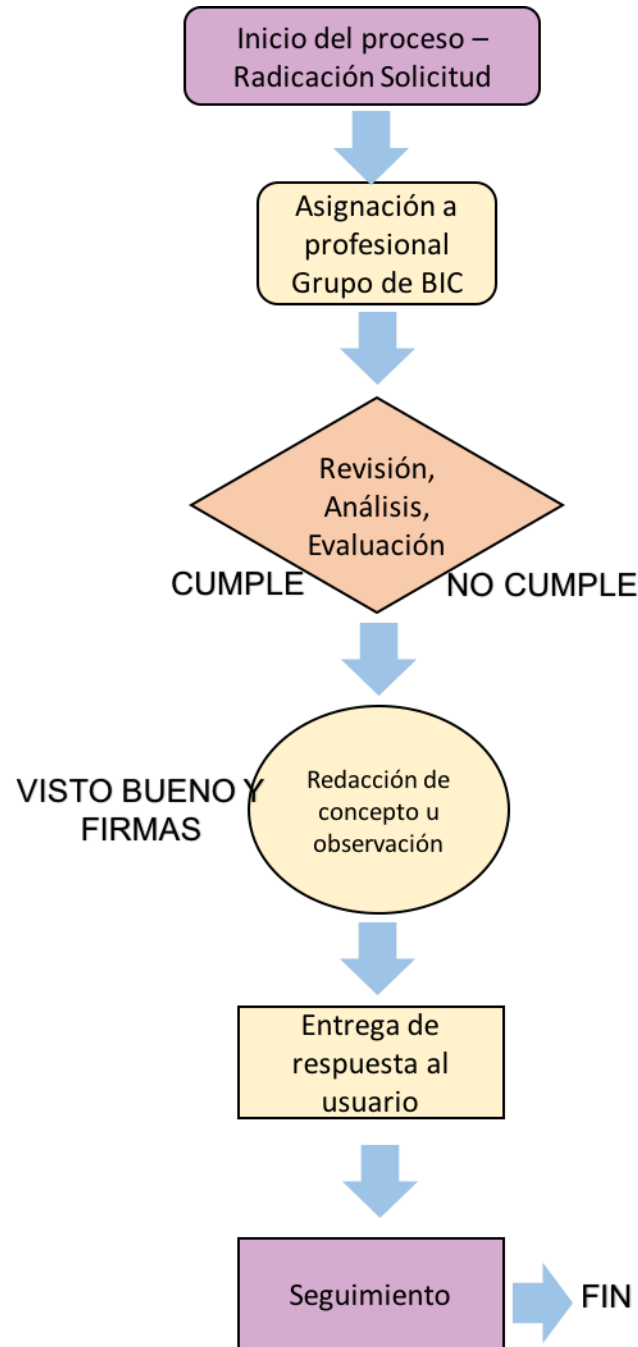 Inicio del proceso –
Radicación Solicitud
Asignación a
profesional
Grupo de BIC
Revisión,
Análisis,
Evaluación
CUMPLE
NO CUMPLE
VISTO BUENO Y
FIRMAS
Redacción de
concepto u
observación
Entrega de
respuesta al
usuario
Seguimiento
FIN